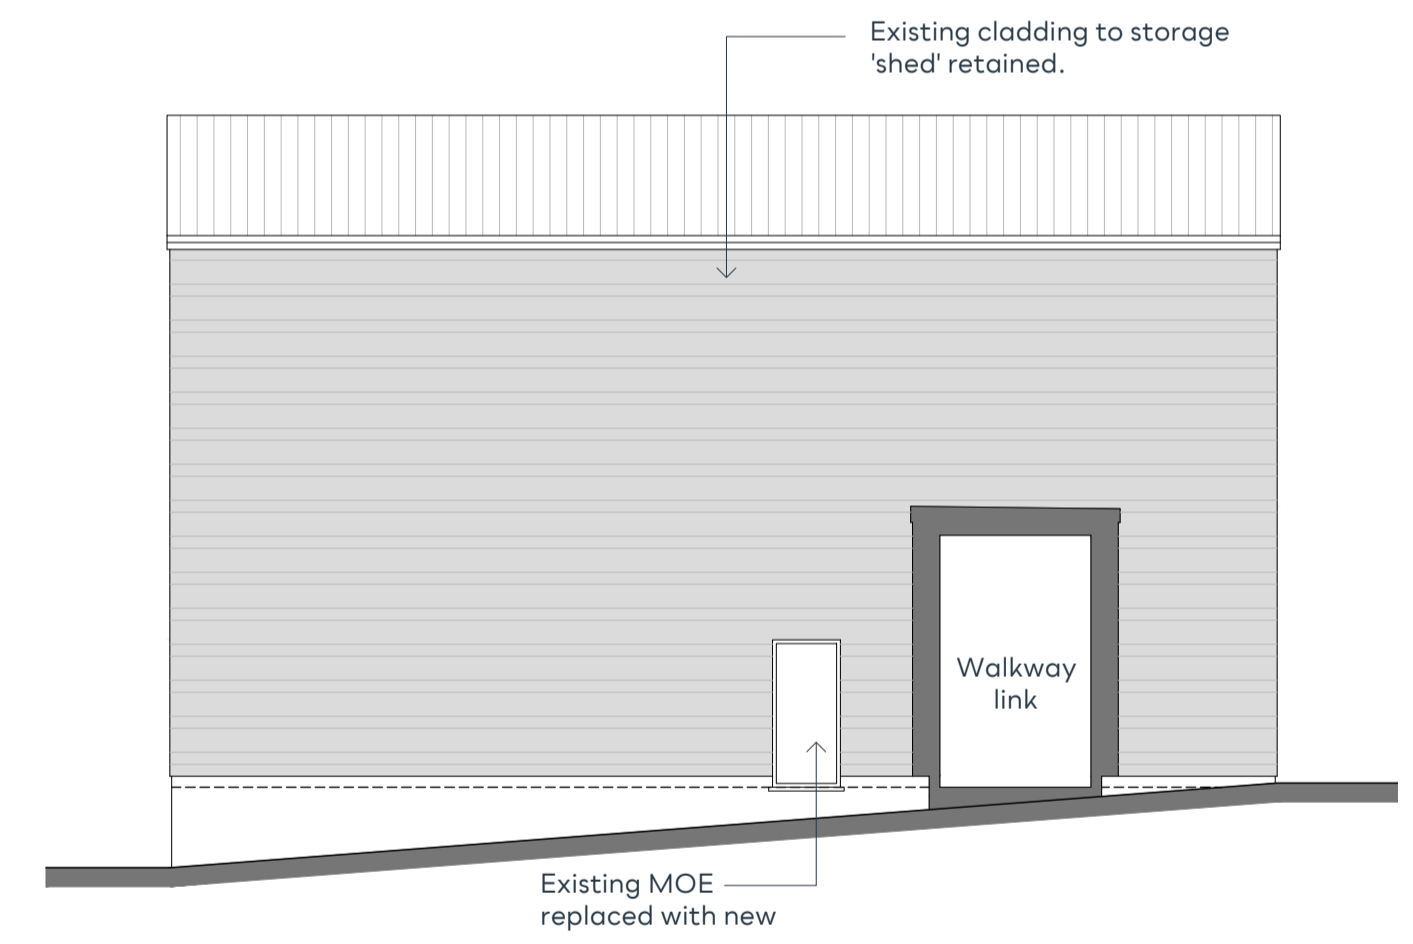 Existing cladding to storage
'shed' retained.
Walkway
link
Existing MOE
replaced with new